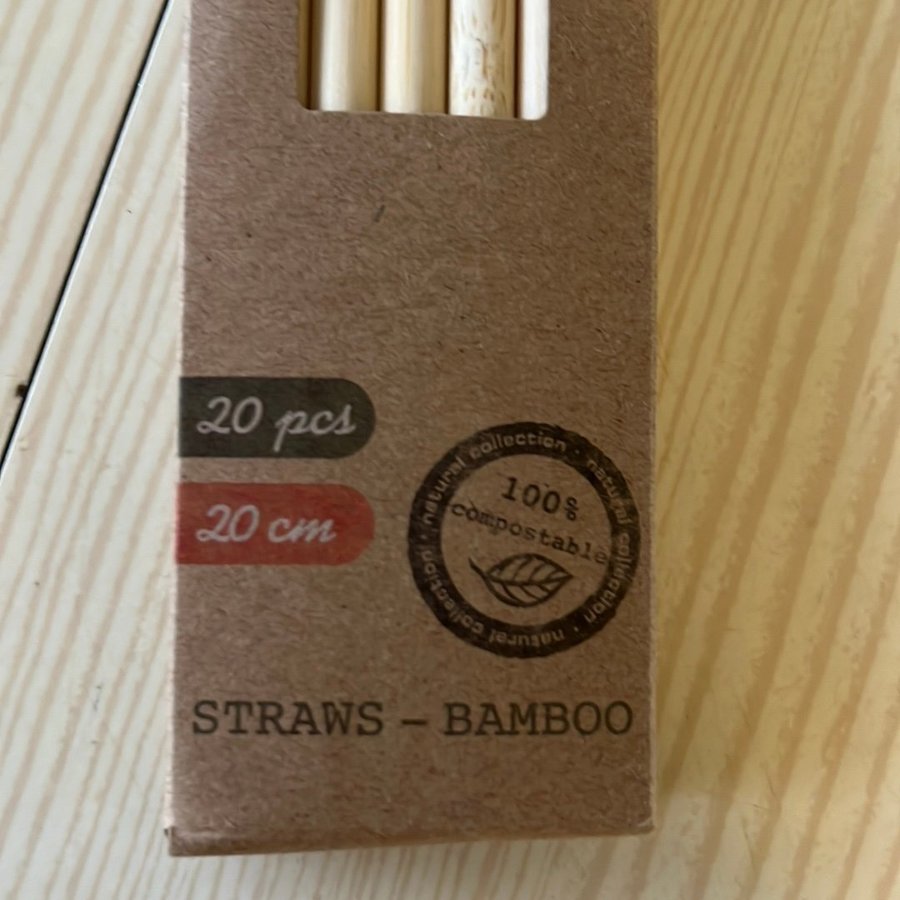 20 pcs
20 cm
natural collection · natural collection · natural collection ·
100%
compostable
STRAWS – BAMBOO